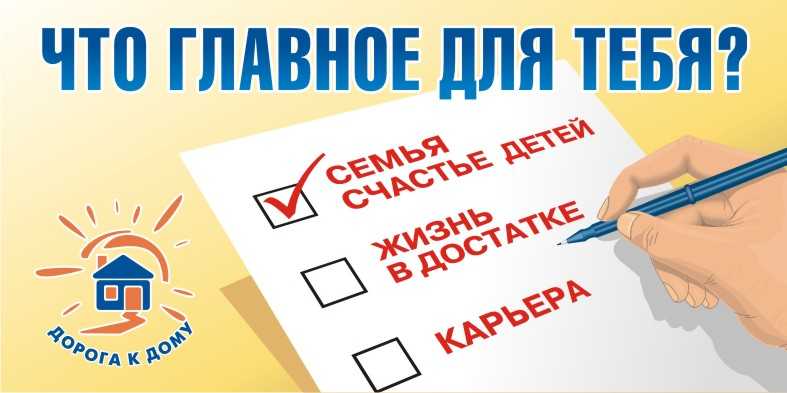 ЧТО ГЛАВНОЕ ДЛЯ ТЕБЯ?
СЕМЬЯ
СЧАСТЬЕ ДЕТЕЙ
ЖИЗНЬ
В ДОСТАТКЕ
КАРЬЕРА
ДОРОГА К ДОМУ